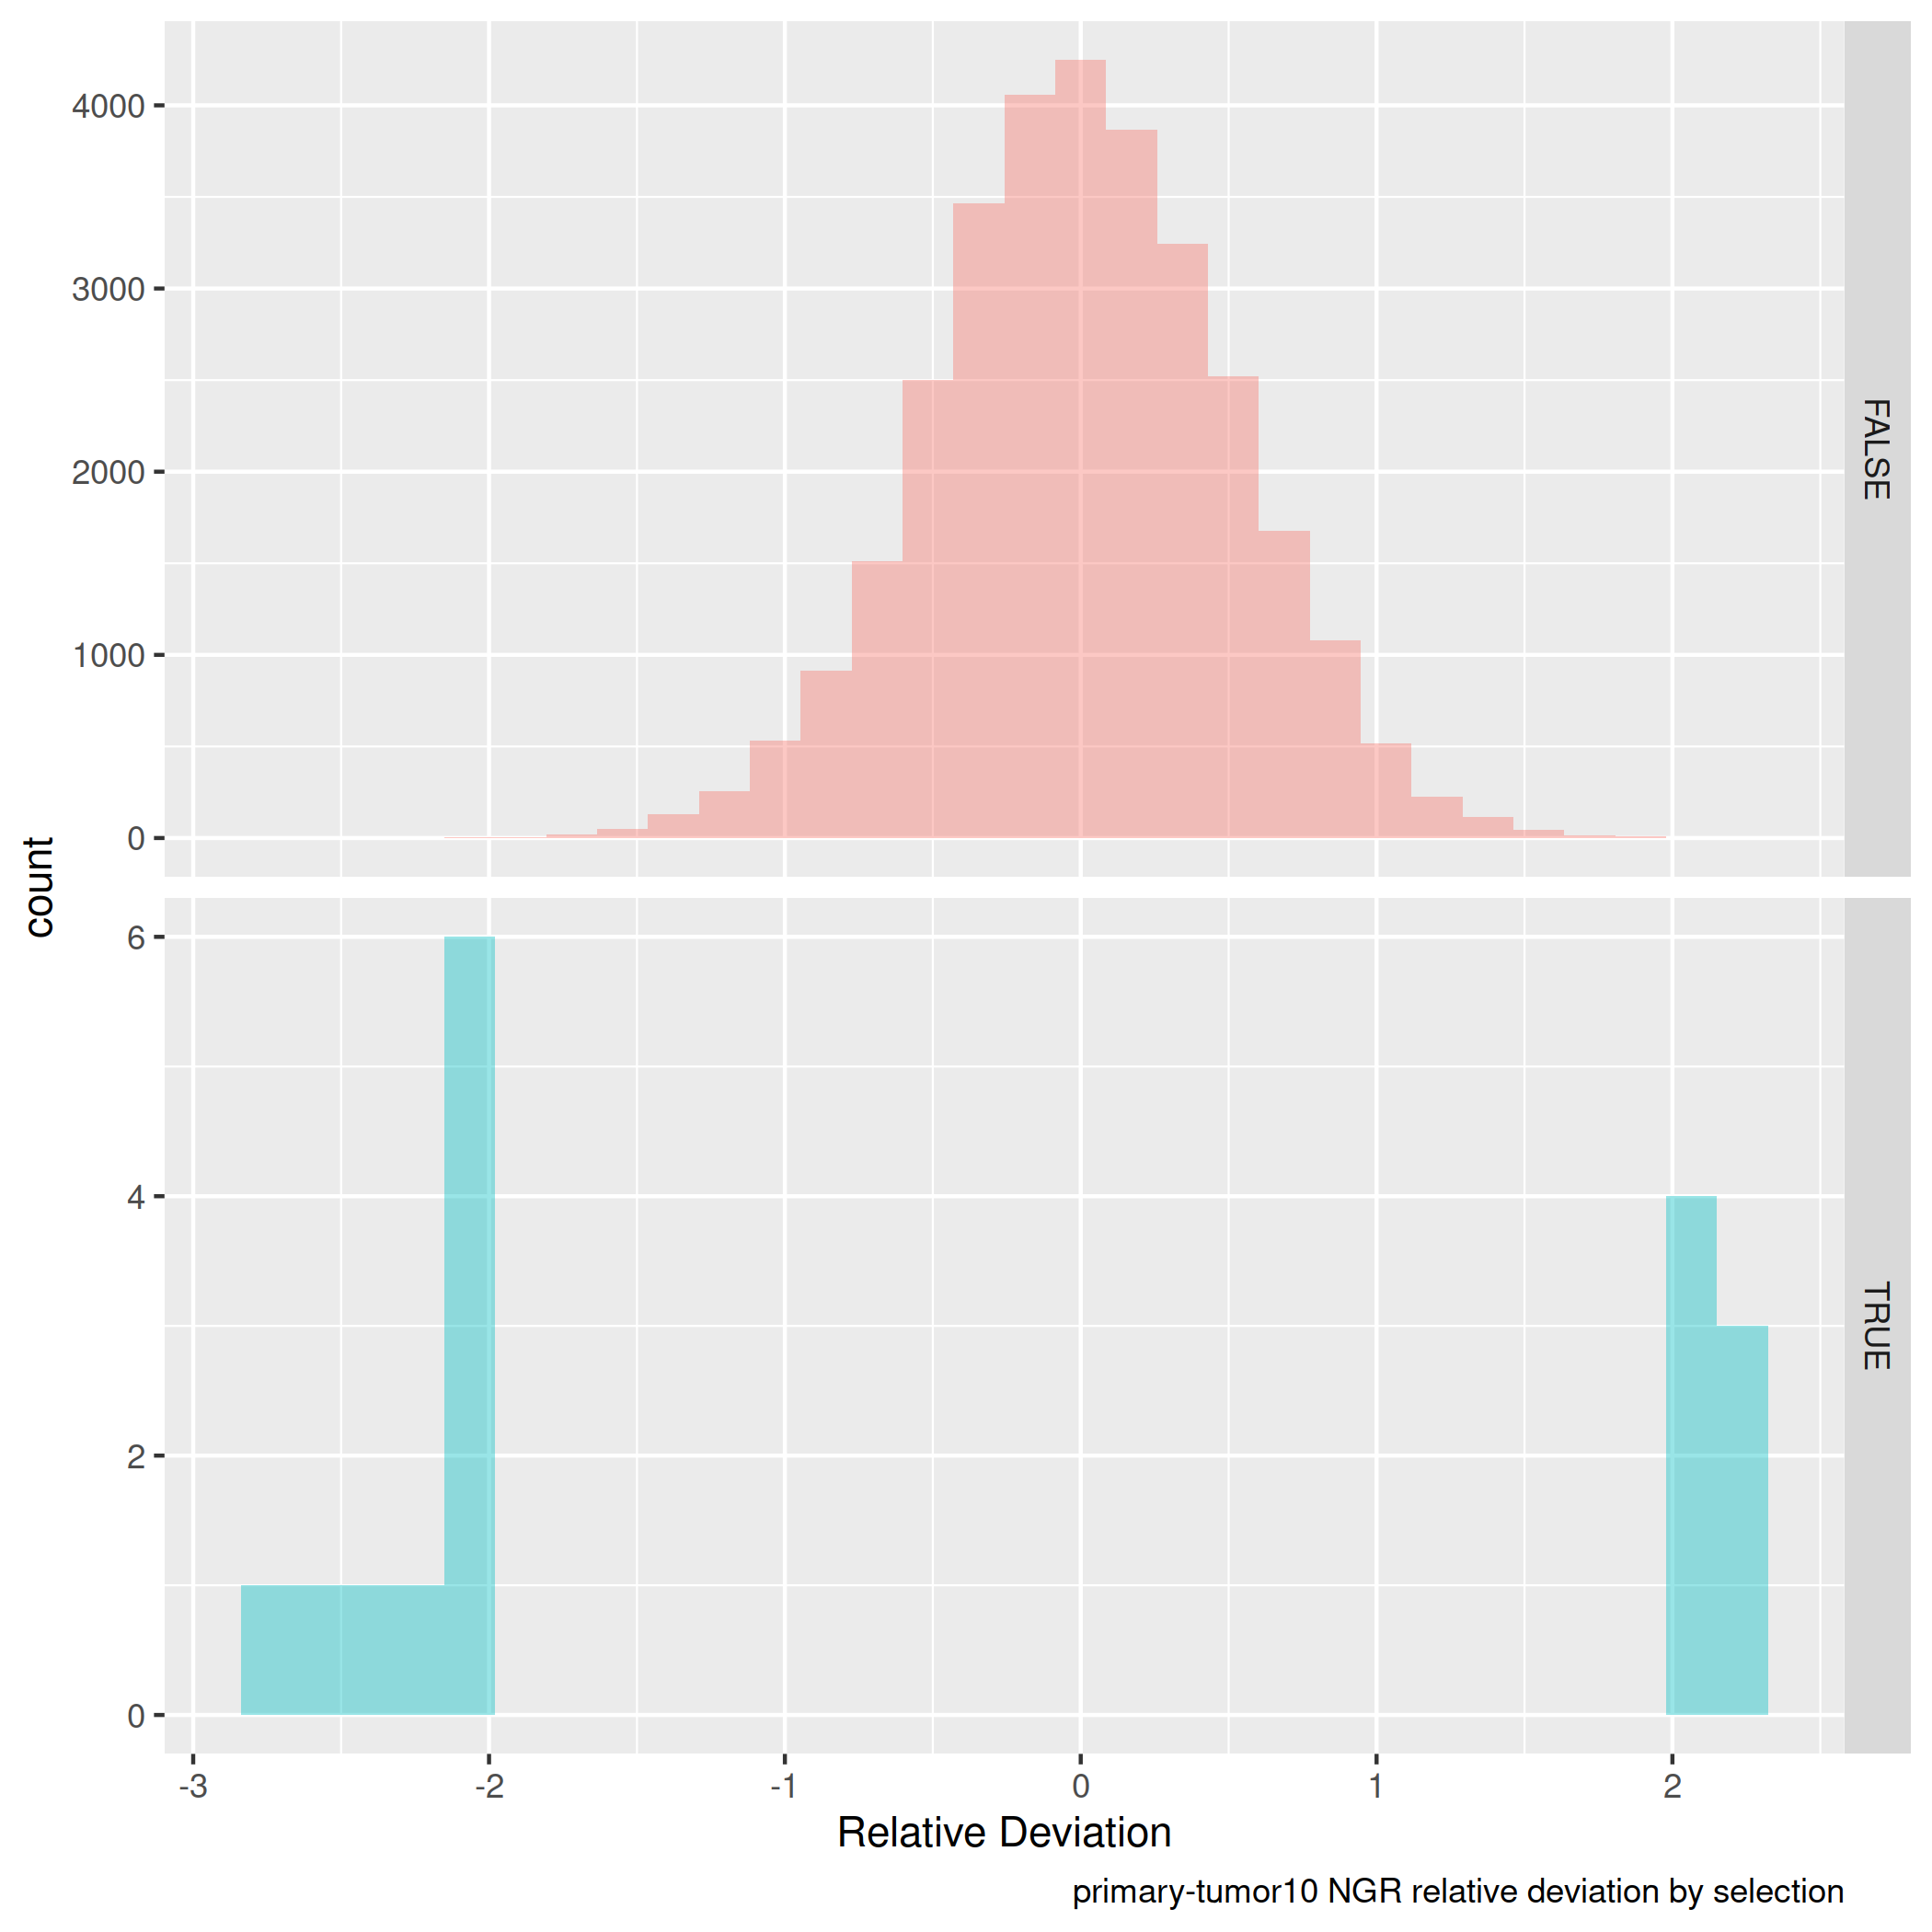 4000
3000
2000
1000
0
FALSE
count
6
4
2
0
TRUE
-3 -2 -1 0 1 2
Relative Deviation
primary-tumor10 NGR relative deviation by selection